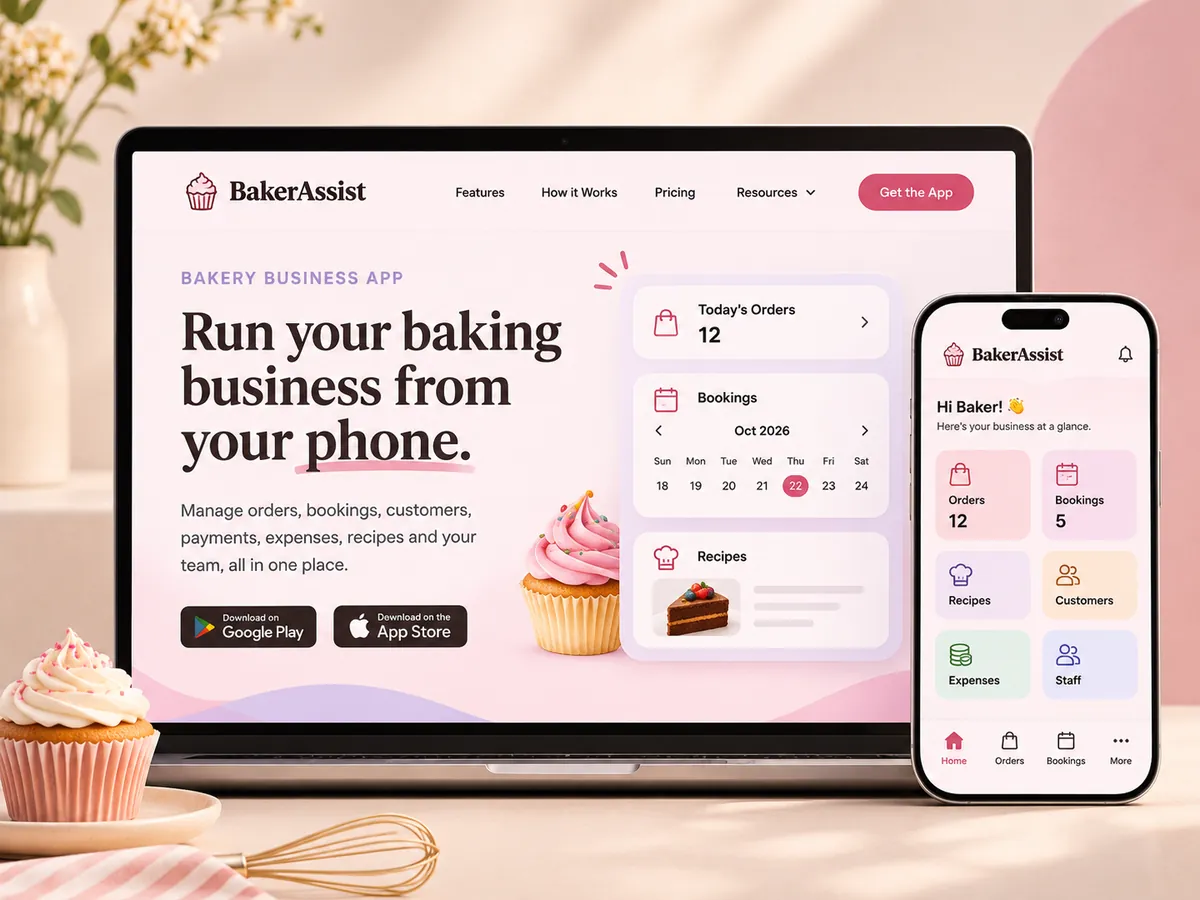 BakerAssist
Features
How it Works
Pricing
Resources
Get the App
BAKERY BUSINESS APP
Run your baking
business from
your phone.
Manage orders, bookings, customers,
payments, expenses, recipes and your
team, all in one place.
Download on
Google Play
Download on the
App Store
Today's Orders
12
Bookings
Oct 2026
Sun Mon Tue Wed Thu Fri Sat
18 19 20 21 22 23 24
Recipes
BakerAssist
Hi Baker! 👋
Here's your business at a glance.
Orders
12
Bookings
5
Recipes
Customers
Expenses
Staff
Home
Orders
Bookings
More